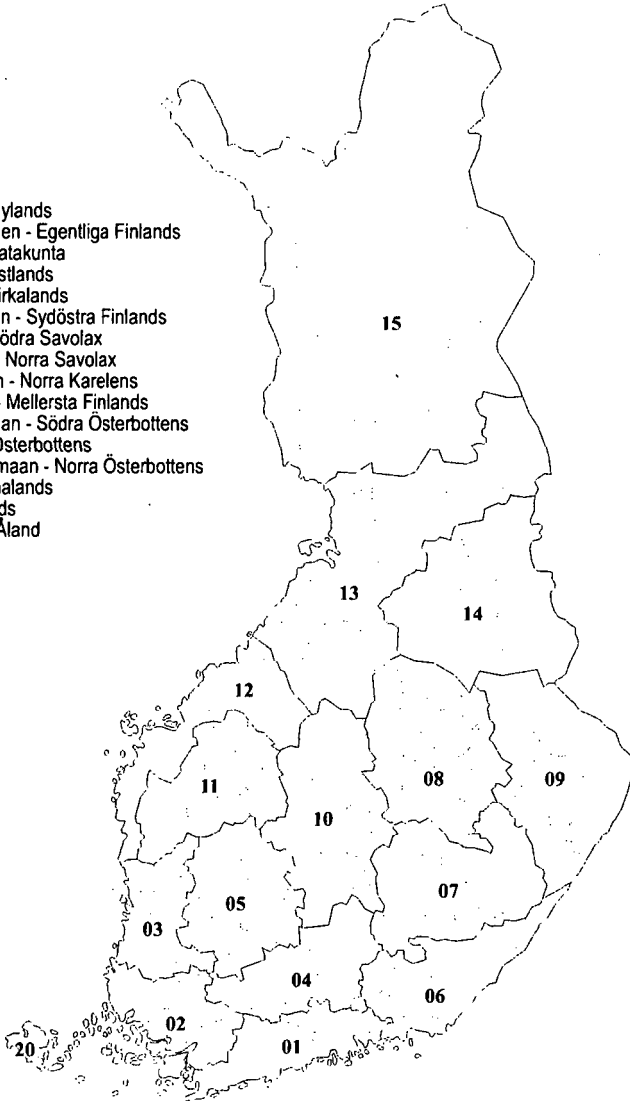 ylands
en - Egentliga Finlands
atakunta
stlands
irkalands
n - Sydöstra Finlands
ödra Savolax
Norra Savolax
n - Norra Karelens
- Mellersta Finlands
an - Södra Österbottens
Österbottens
maan - Norra Österbottens
alands
ds
Åland
15
13
14
12
11
08
09
10
07
05
03
04
06
02
01
20